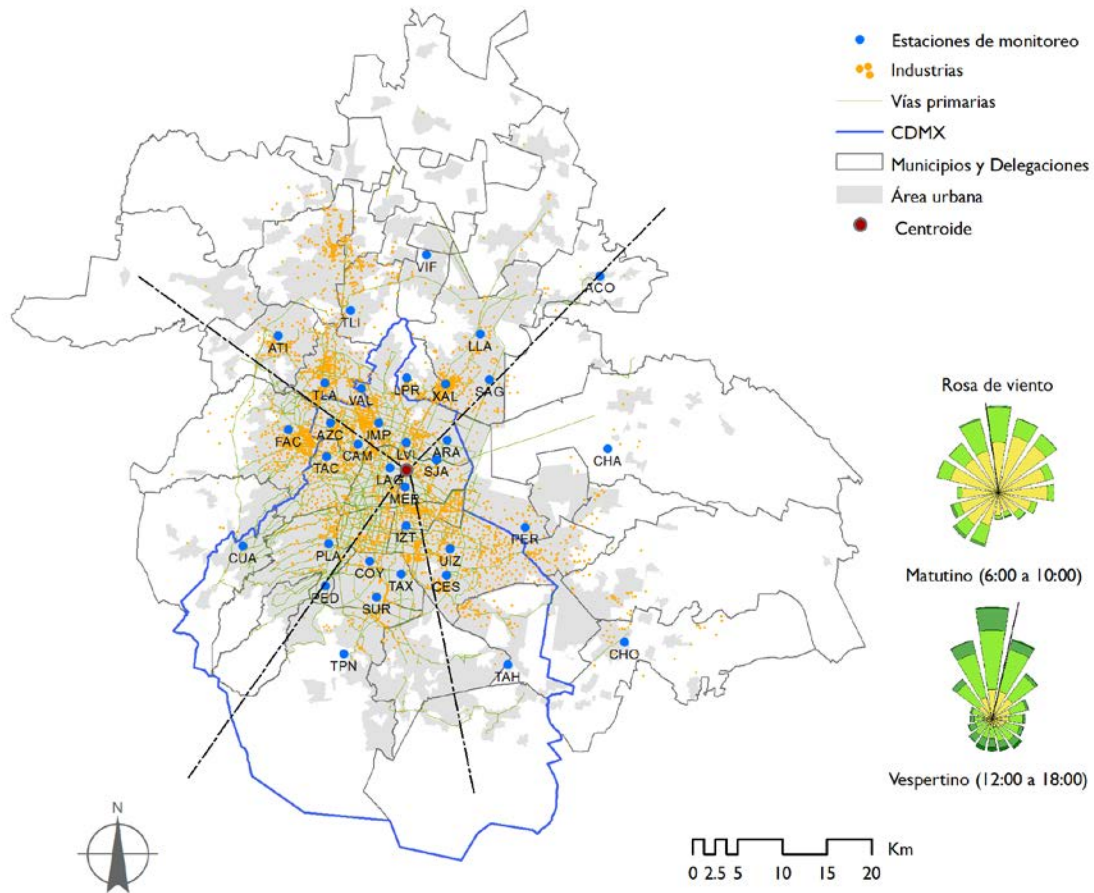 Estaciones de monitoreo
Industrias
Vías primarias
CDMX
Municipios y Delegaciones
Área urbana
Centroide
VIF
ACO
TLI
ATI
LLA
TLA
VAL
LPR
XAL
SAG
FAC
AZC
JMP
CAM
LVI
ARA
TAC
LAG
SJA
CHA
MER
IZT
PER
CUA
PLA
COY
UIZ
PED
TAX
CES
SUR
TPN
TAH
CHO
Rosa de viento
Matutino (6:00 a 10:00)
Vespertino (12:00 a 18:00)
N
Km
0 2.5 5 10 15 20